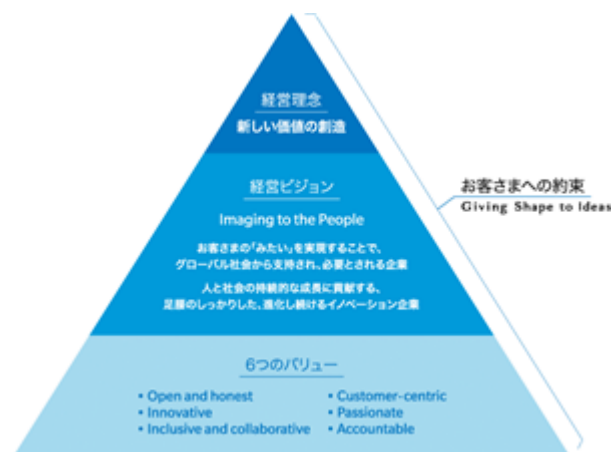 経営理念
新しい価値の創造
経営ビジョン
Imaging to the People
お客さまの「みたい」を実現することで、
グローバル社会から支持され、必要とされる企業
人と社会の持続的な成長に貢献する、
足腰のしっかりした、進化し続けるイノベーション企業
お客さまへの約束
Giving Shape to Ideas
6つのバリュー
• Open and honest
• Innovative
• Inclusive and collaborative
• Customer-centric
• Passionate
• Accountable